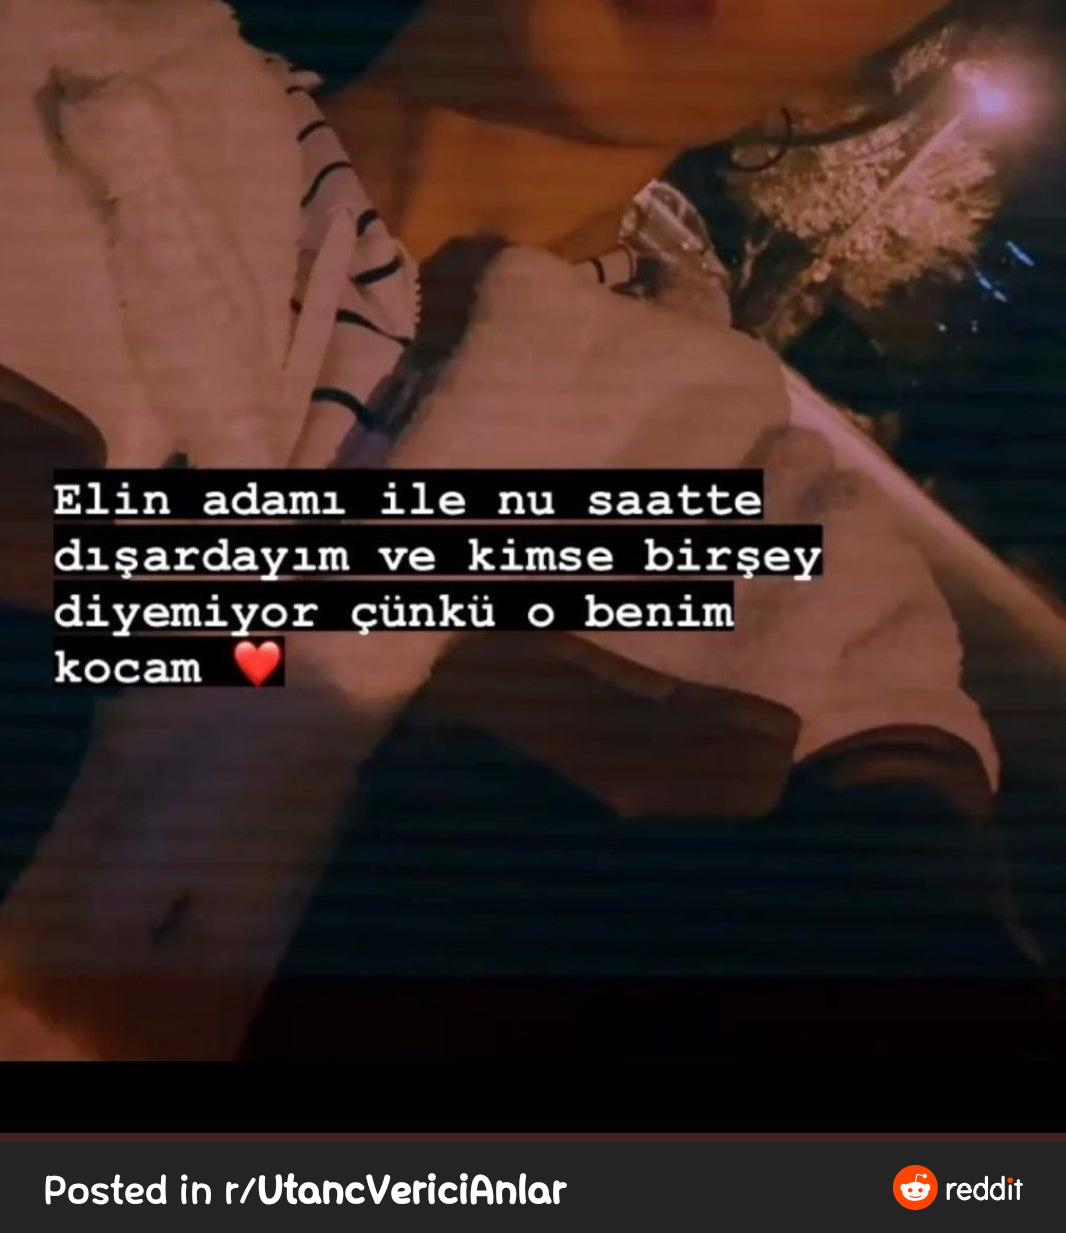 Elin adamı ile nu saatte
dışardayım ve kimse birşey
diyemiyor çünkü o benim
kocam ❤️
Posted in r/UtancVericiAnlar
reddit